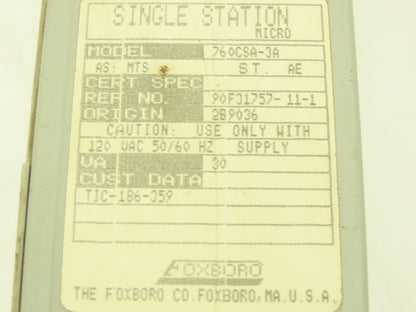 SINGLE STATION
MICRO
MODEL 760CSA-3A
AS: MTS ST. AE
CERT SPEC
REF NO. 90F31757-11-1
ORIGIN 2B9036
CAUTION: USE ONLY WITH
120 VAC 50/60 HZ SUPPLY
VA 30
CUST DATA
TIC-186-359
FOXBORO
THE FOXBORO CO. FOXBORO, MA. U.S.A.